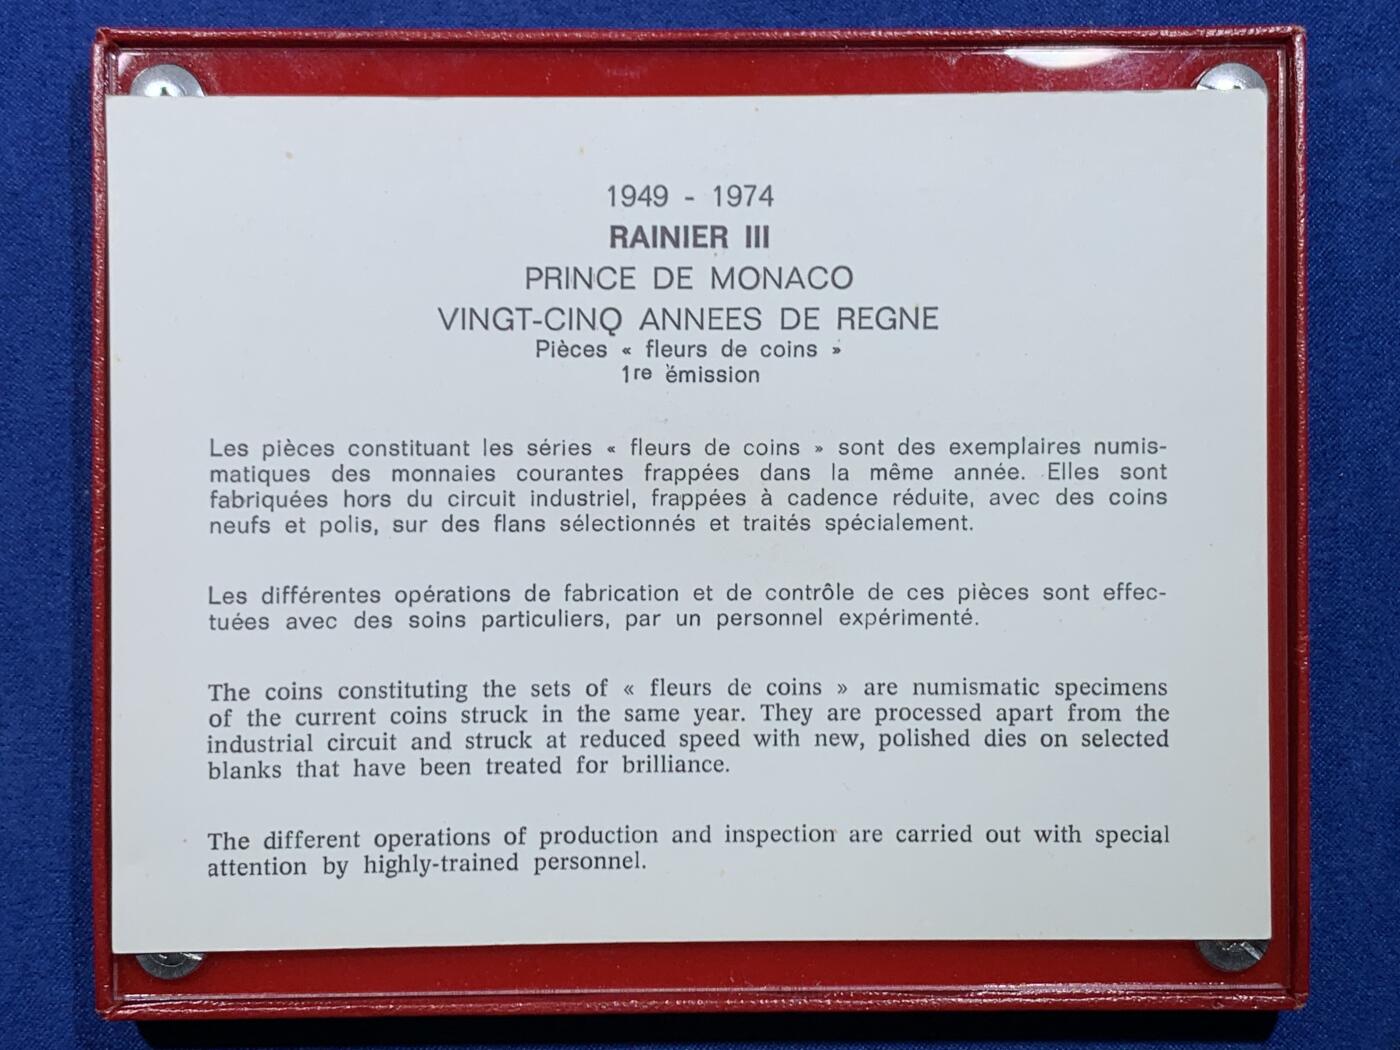 1949 - 1974
RAINIER III
PRINCE DE MONACO
VINGT-CINQ ANNEES DE REGNE
Pièces « fleurs de coins »
1re émission
Les pièces constituant les séries « fleurs de coins » sont des exemplaires numis-
matiques des monnaies courantes frappées dans la même année. Elles sont
fabriquées hors du circuit industriel, frappées à cadence réduite, avec des coins
neufs et polis, sur des flans sélectionnés et traités spécialement.
Les différentes opérations de fabrication et de contrôle de ces pièces sont effec-
tuées avec des soins particuliers, par un personnel expérimenté.
The coins constituting the sets of « fleurs de coins » are numismatic specimens
of the current coins struck in the same year. They are processed apart from the
industrial circuit and struck at reduced speed with new, polished dies on selected
blanks that have been treated for brilliance.
The different operations of production and inspection are carried out with special
attention by highly-trained personnel.